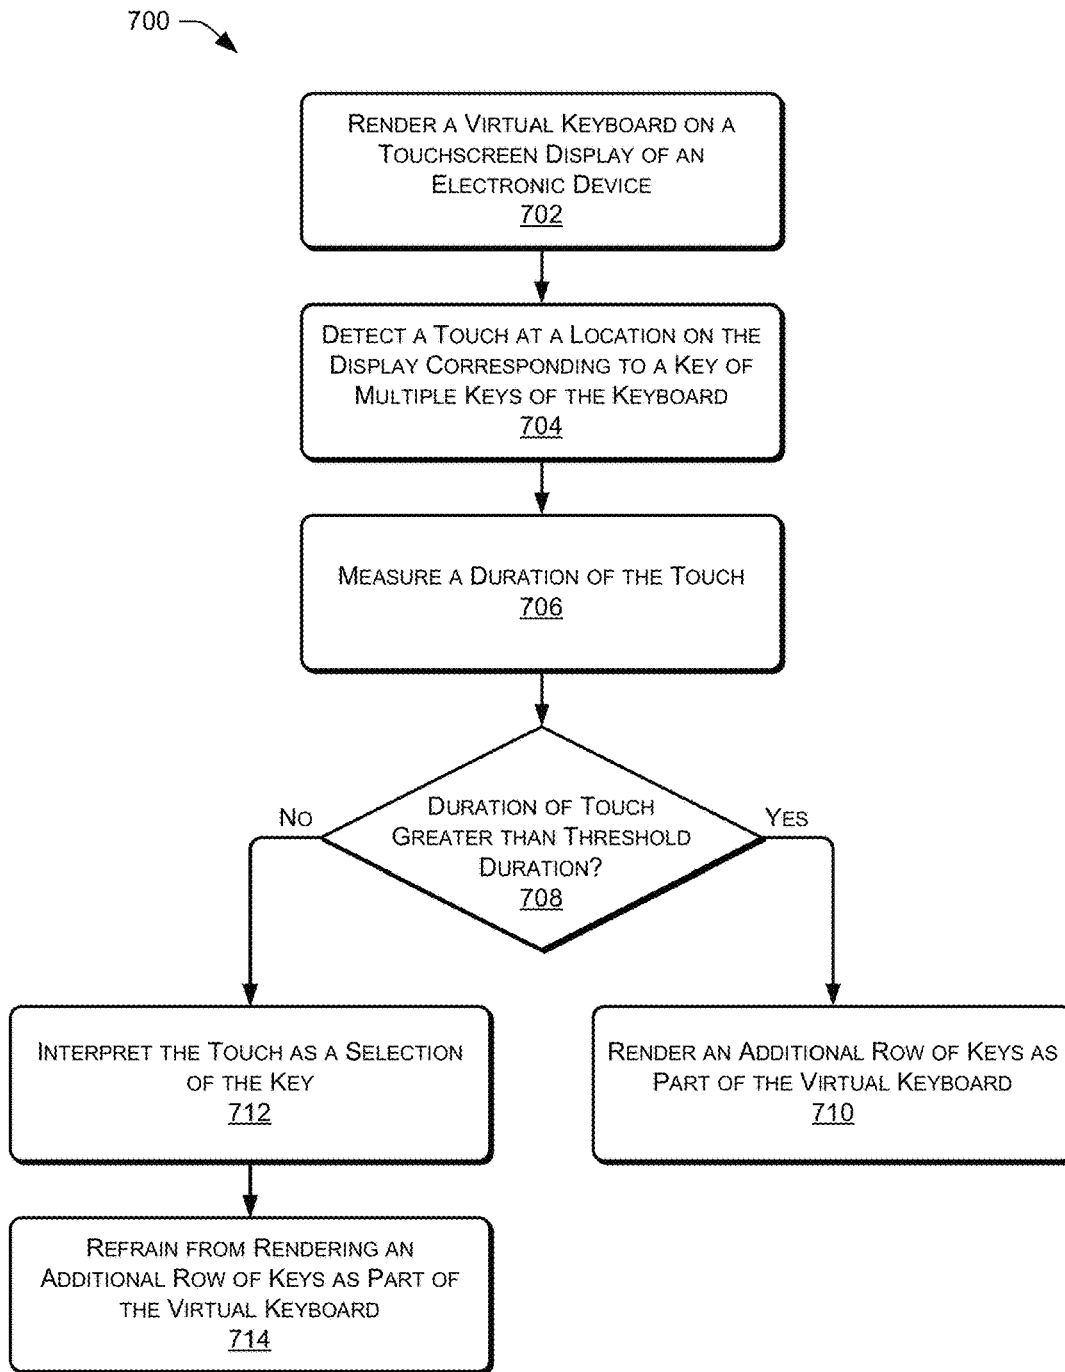 700
RENDER A VIRTUAL KEYBOARD ON A
TOUCHSCREEN DISPLAY OF AN
ELECTRONIC DEVICE
702
DETECT A TOUCH AT A LOCATION ON THE
DISPLAY CORRESPONDING TO A KEY OF
MULTIPLE KEYS OF THE KEYBOARD
704
MEASURE A DURATION OF THE TOUCH
706
DURATION OF TOUCH
GREATER THAN THRESHOLD
DURATION?
708
NO
YES
INTERPRET THE TOUCH AS A SELECTION
OF THE KEY
712
RENDER AN ADDITIONAL ROW OF KEYS AS
PART OF THE VIRTUAL KEYBOARD
710
REFRAIN FROM RENDERING AN
ADDITIONAL ROW OF KEYS AS PART OF
THE VIRTUAL KEYBOARD
714